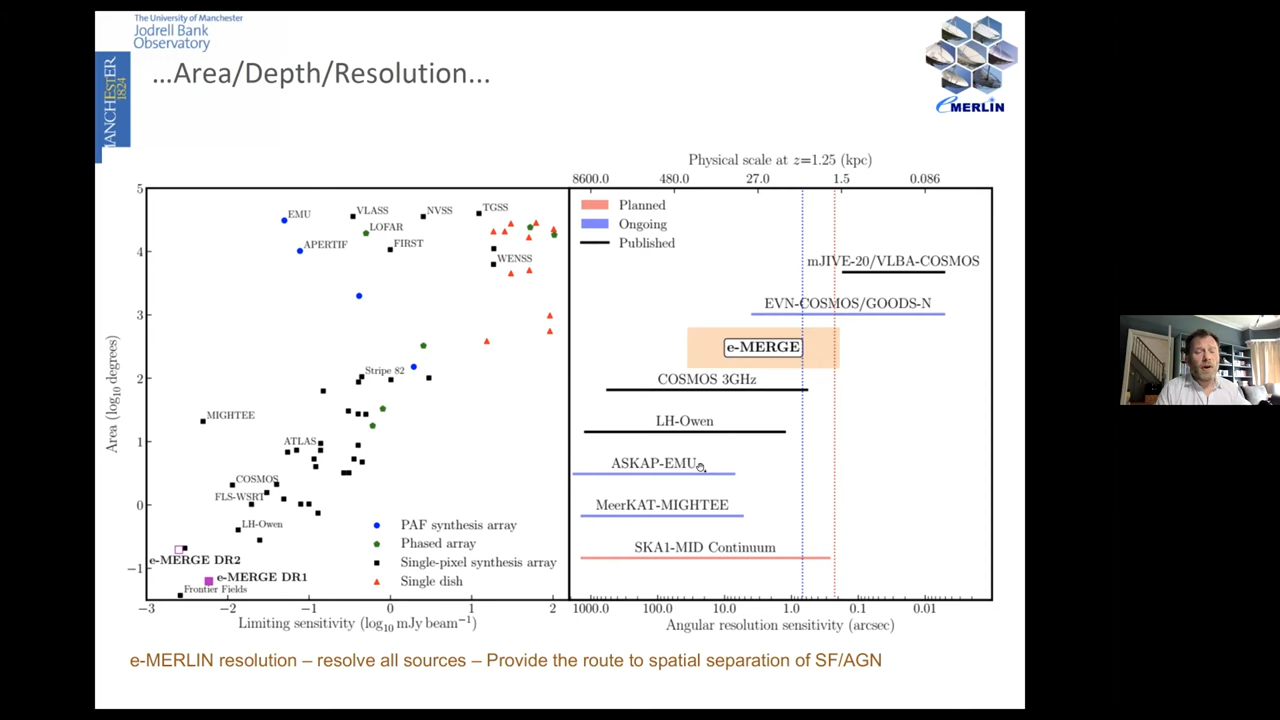 The University of Manchester
Jodrell Bank
Observatory
MANCHESTER
1824
…Area/Depth/Resolution...
e-MERLIN
Physical scale at z=1.25 (kpc)
8600.0 480.0 27.0 1.5 0.086
5
4
3
2
1
0
−1
Area (log10 degrees)
EMU
VLASS
NVSS
TGSS
LOFAR
APERTIF
FIRST
WENSS
Stripe 82
MIGHTEE
ATLAS
COSMOS
FLS-WSRT
LH-Owen
e-MERGE DR2
e-MERGE DR1
Frontier Fields
PAF synthesis array
Phased array
Single-pixel synthesis array
Single dish
−3 −2 −1 0 1 2
Limiting sensitivity (log10 mJy beam−1)
Planned
Ongoing
Published
mJIVE-20/VLBA-COSMOS
EVN-COSMOS/GOODS-N
e-MERGE
COSMOS 3GHz
LH-Owen
ASKAP-EMU
MeerKAT-MIGHTEE
SKA1-MID Continuum
1000.0 100.0 10.0 1.0 0.1 0.01
Angular resolution sensitivity (arcsec)
e-MERLIN resolution – resolve all sources – Provide the route to spatial separation of SF/AGN